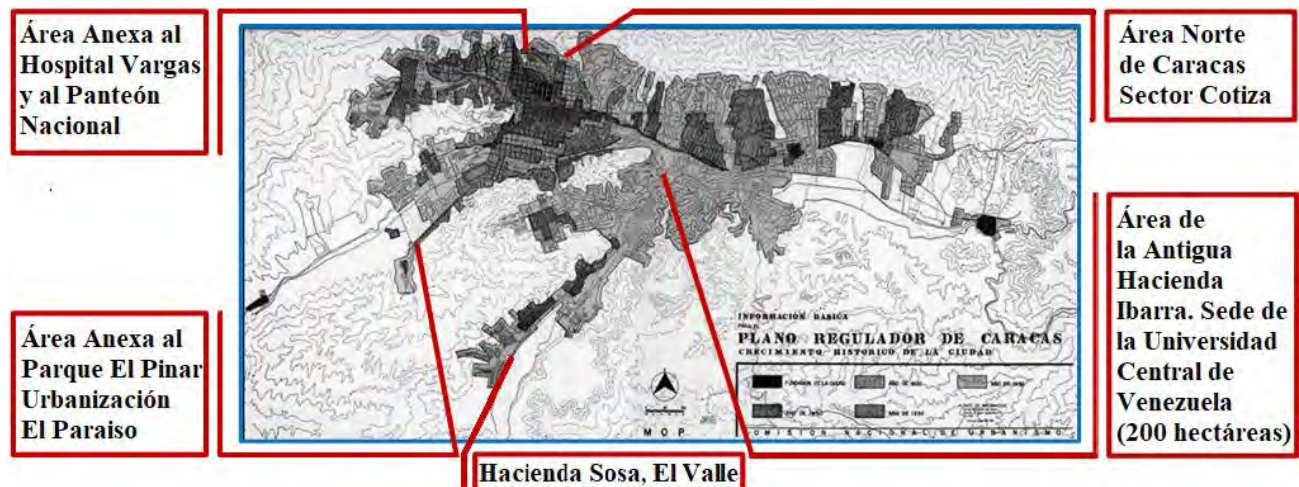 Área Anexa al
Hospital Vargas
y al Panteón
Nacional
Área Norte
de Caracas
Sector Cotiza
Área de
la Antigua
Hacienda
Ibarra. Sede de
la Universidad
Central de
Venezuela
(200 hectáreas)
Área Anexa al
Parque El Pinar
Urbanización
El Paraiso
INFORMACION BASICA
PARA EL
PLANO REGULADOR DE CARACAS
CRECIMIENTO HISTORICO DE LA CIUDAD
M O P
COMISION NACIONAL DE URBANISMO
Hacienda Sosa, El Valle